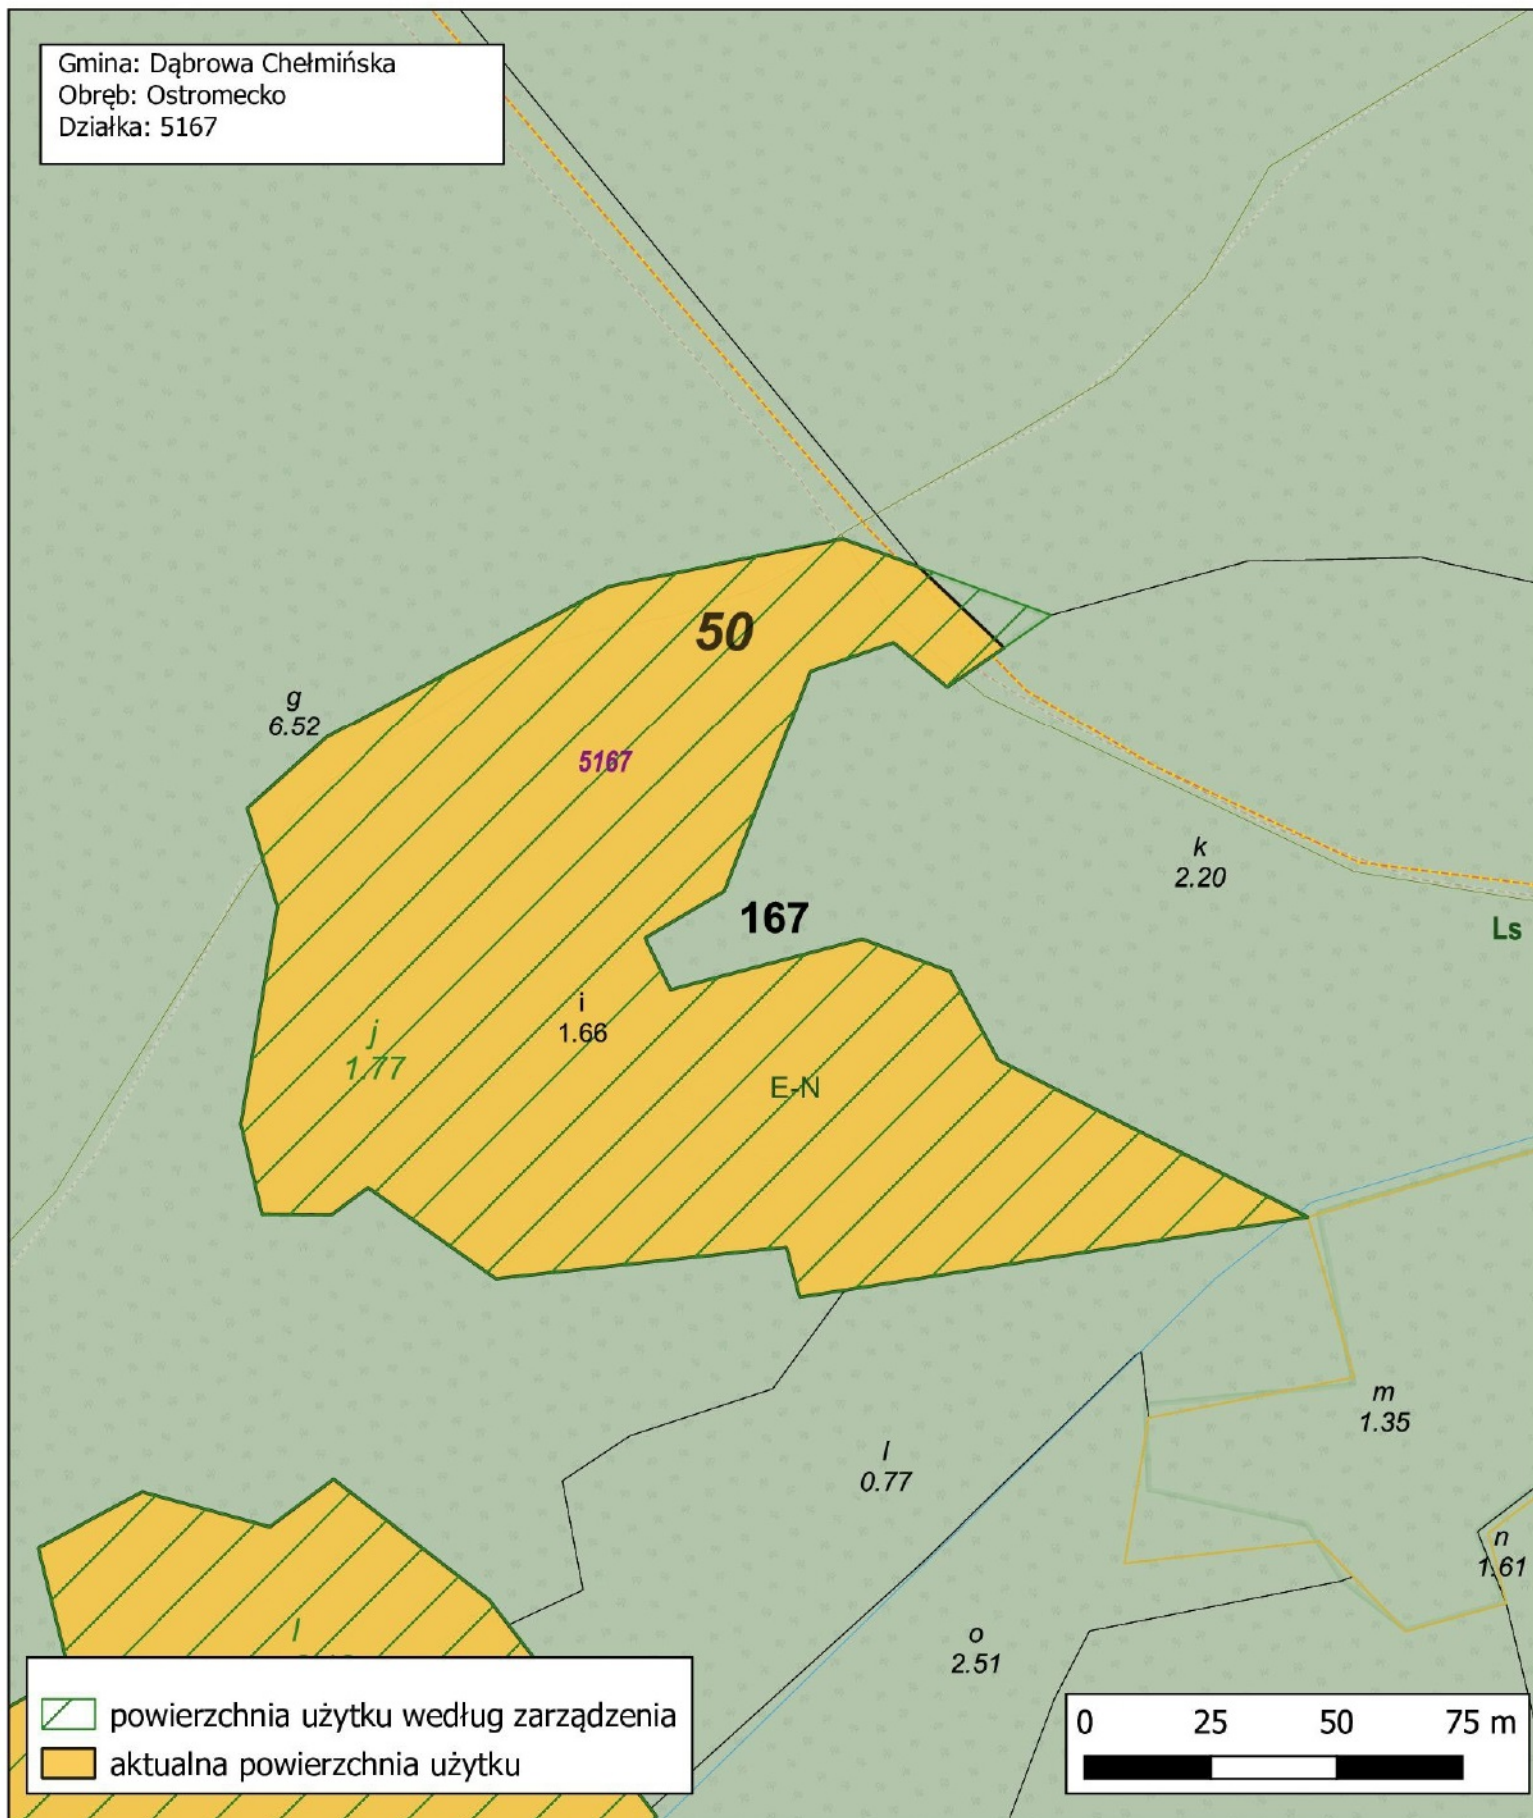 Gmina: Dąbrowa Chełmińska
Obręb: Ostromecko
Działka: 5167
50
g
6.52
5167
k
2.20
167
Ls
i
1.66
j
1.77
E-N
m
1.35
l
0.77
n
1.61
l
o
2.51
powierzchnia użytku według zarządzenia
aktualna powierzchnia użytku
0 25 50 75 m